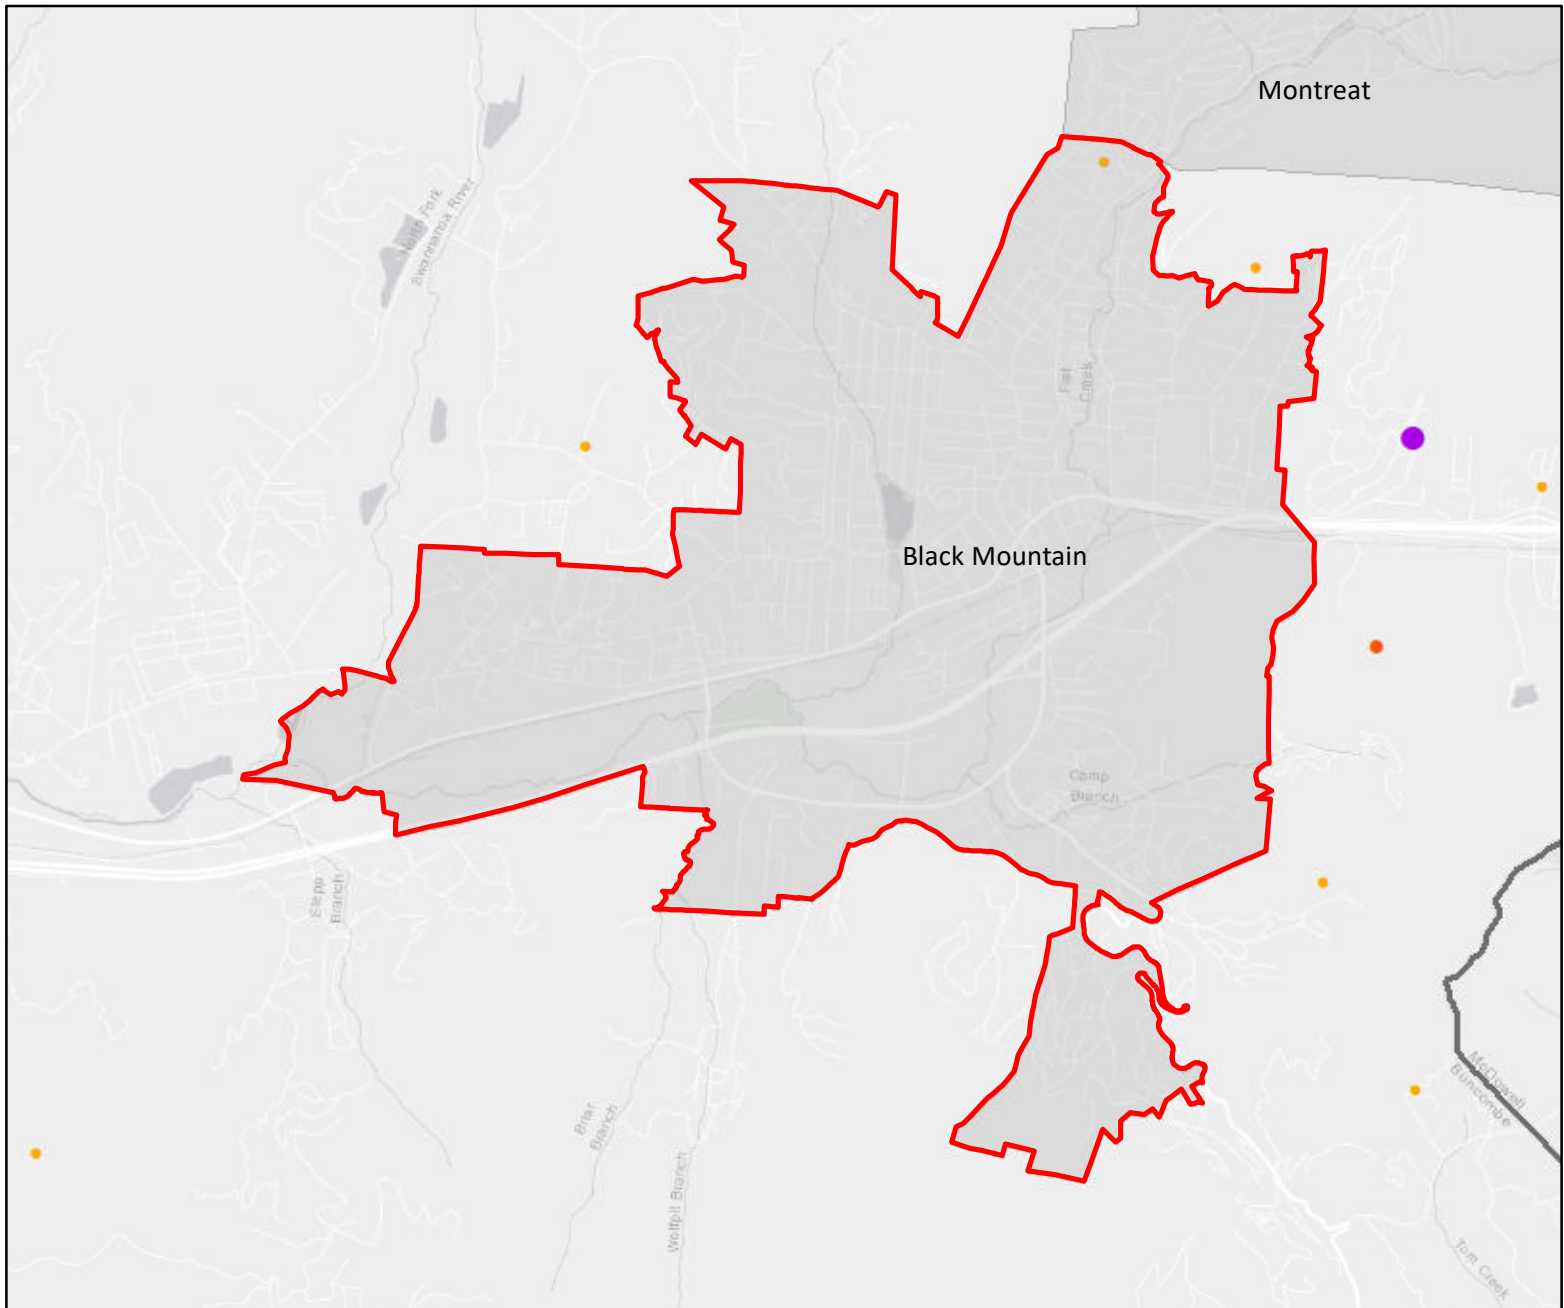 Montreat
North Fork
Swannanoa River
Flat
Creek
Black Mountain
Camp
Branch
Stepp
Branch
McDowell
Buncombe
Briar
Branch
Wolfpit Branch
Tom Creek